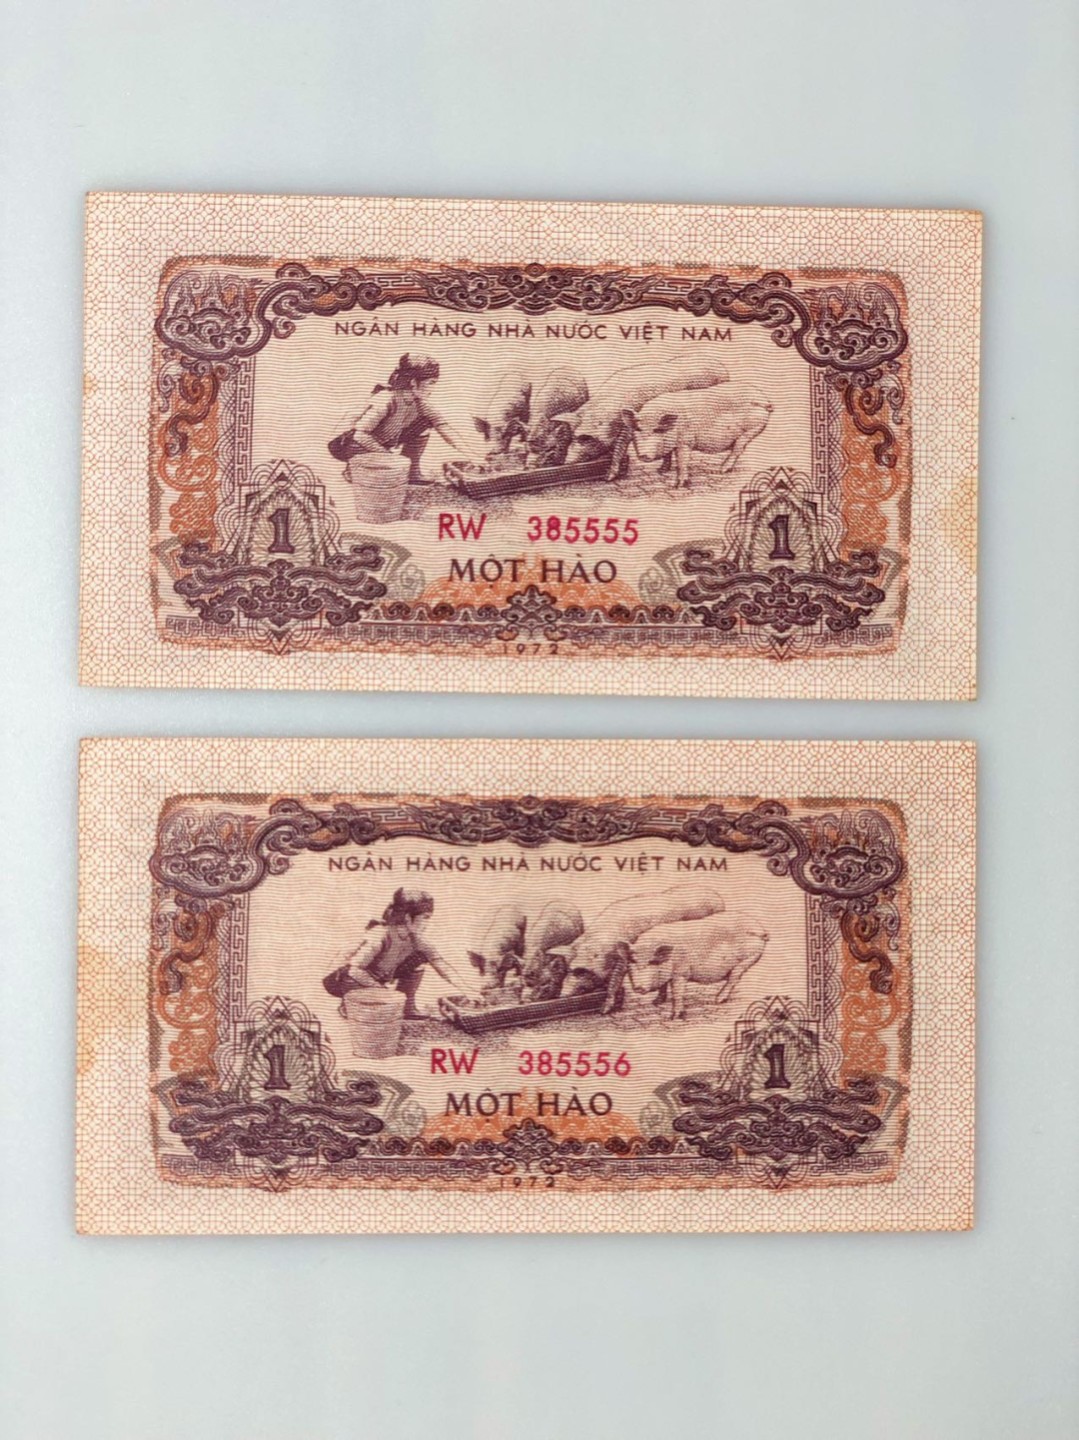 NGÂN HÀNG NHÀ NƯỚC VIỆT NAM
1 1
RW 385555
MỘT HÀO
1972
NGÂN HÀNG NHÀ NƯỚC VIỆT NAM
1 1
RW 385556
MỘT HÀO
1972